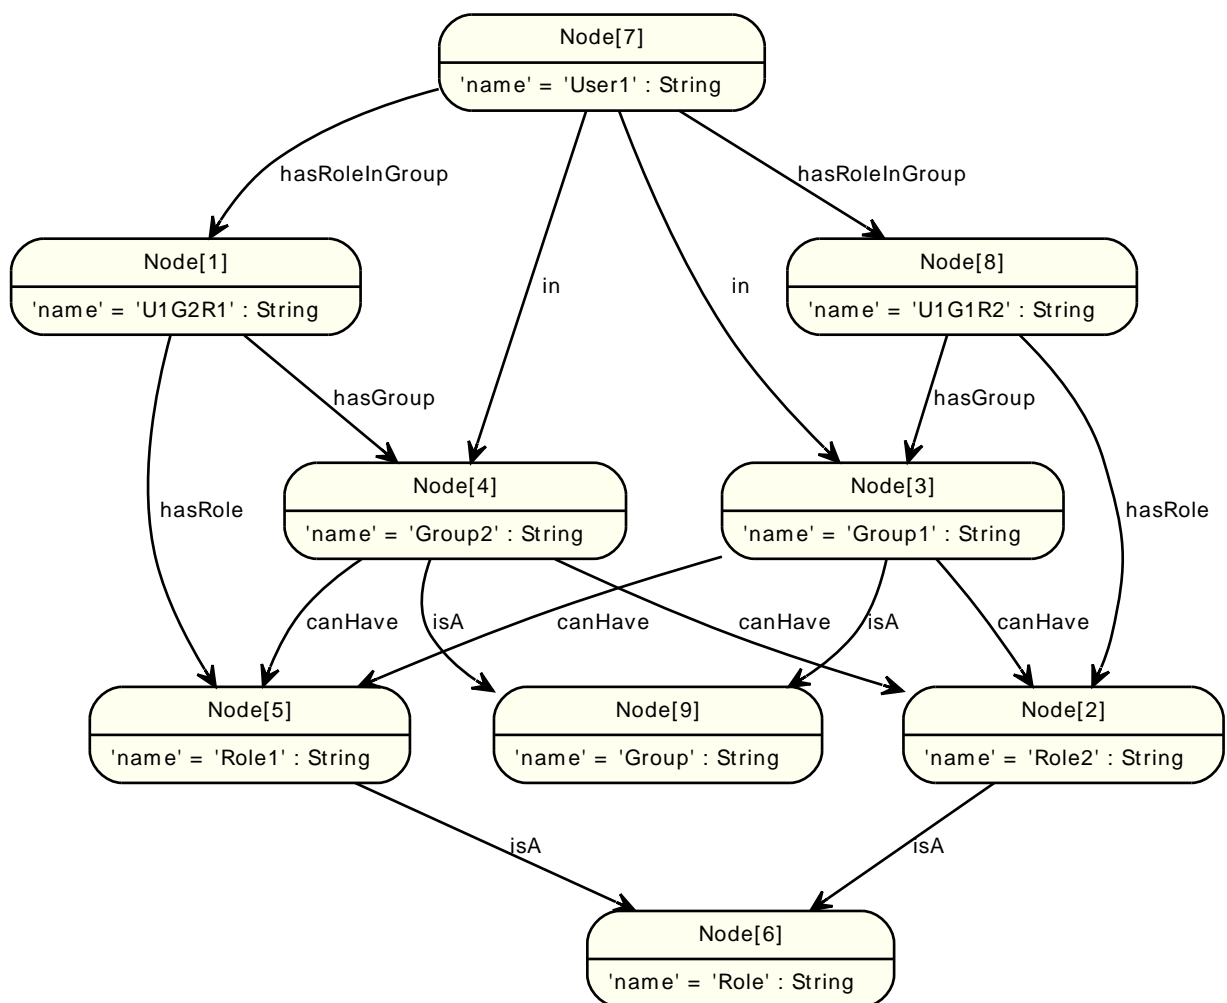 Node[7]
'name' = 'User1' : String
hasRoleInGroup
hasRoleInGroup
Node[1]
'name' = 'U1G2R1' : String
in
in
Node[8]
'name' = 'U1G1R2' : String
hasGroup
hasGroup
Node[4]
'name' = 'Group2' : String
Node[3]
'name' = 'Group1' : String
hasRole
hasRole
canHave
isA
canHave
canHave
isA
canHave
Node[5]
'name' = 'Role1' : String
Node[9]
'name' = 'Group' : String
Node[2]
'name' = 'Role2' : String
isA
isA
Node[6]
'name' = 'Role' : String